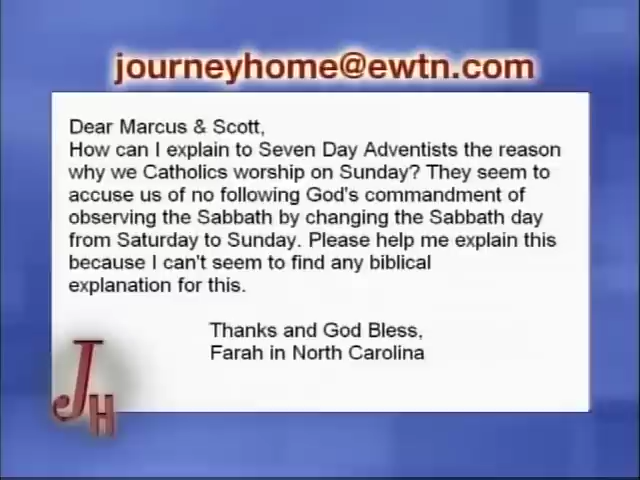 journeyhome@ewtn.com
Dear Marcus & Scott,
How can I explain to Seven Day Adventists the reason
why we Catholics worship on Sunday? They seem to
accuse us of no following God's commandment of
observing the Sabbath by changing the Sabbath day
from Saturday to Sunday. Please help me explain this
because I can't seem to find any biblical
explanation for this.
Thanks and God Bless,
Farah in North Carolina
JH